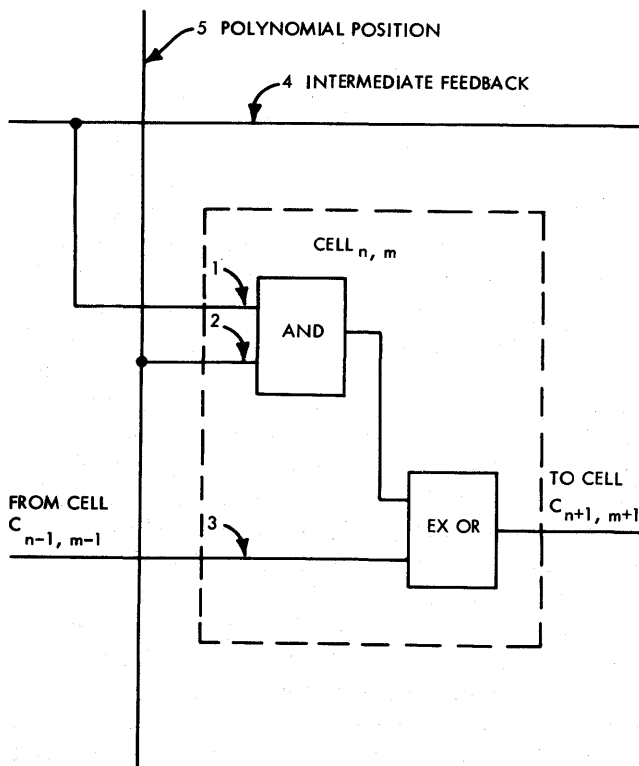 5 POLYNOMIAL POSITION
4 INTERMEDIATE FEEDBACK
CELL n, m
1
2
AND
FROM CELL
C n-1, m-1
3
EX OR
TO CELL
C n+1, m+1